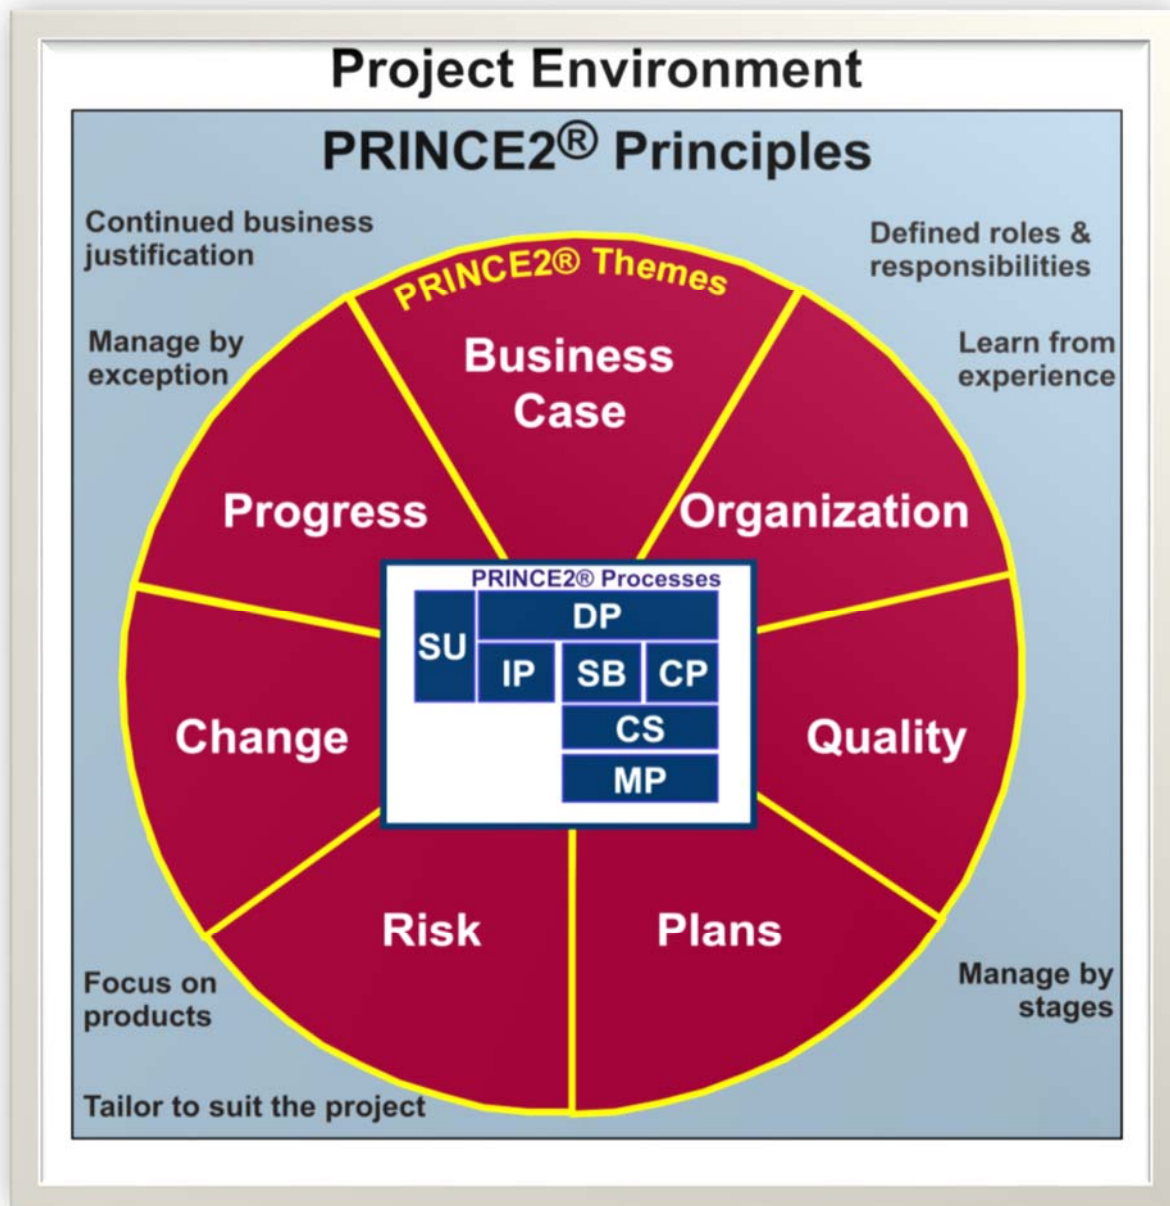 Project Environment
PRINCE2® Principles
Continued business
justification
Defined roles &
responsibilities
Manage by
exception
Learn from
experience
PRINCE2® Themes
Business
Case
Progress
Organization
PRINCE2® Processes
SU
DP
IP
SB
CP
CS
MP
Change
Quality
Risk
Plans
Focus on
products
Manage by
stages
Tailor to suit the project